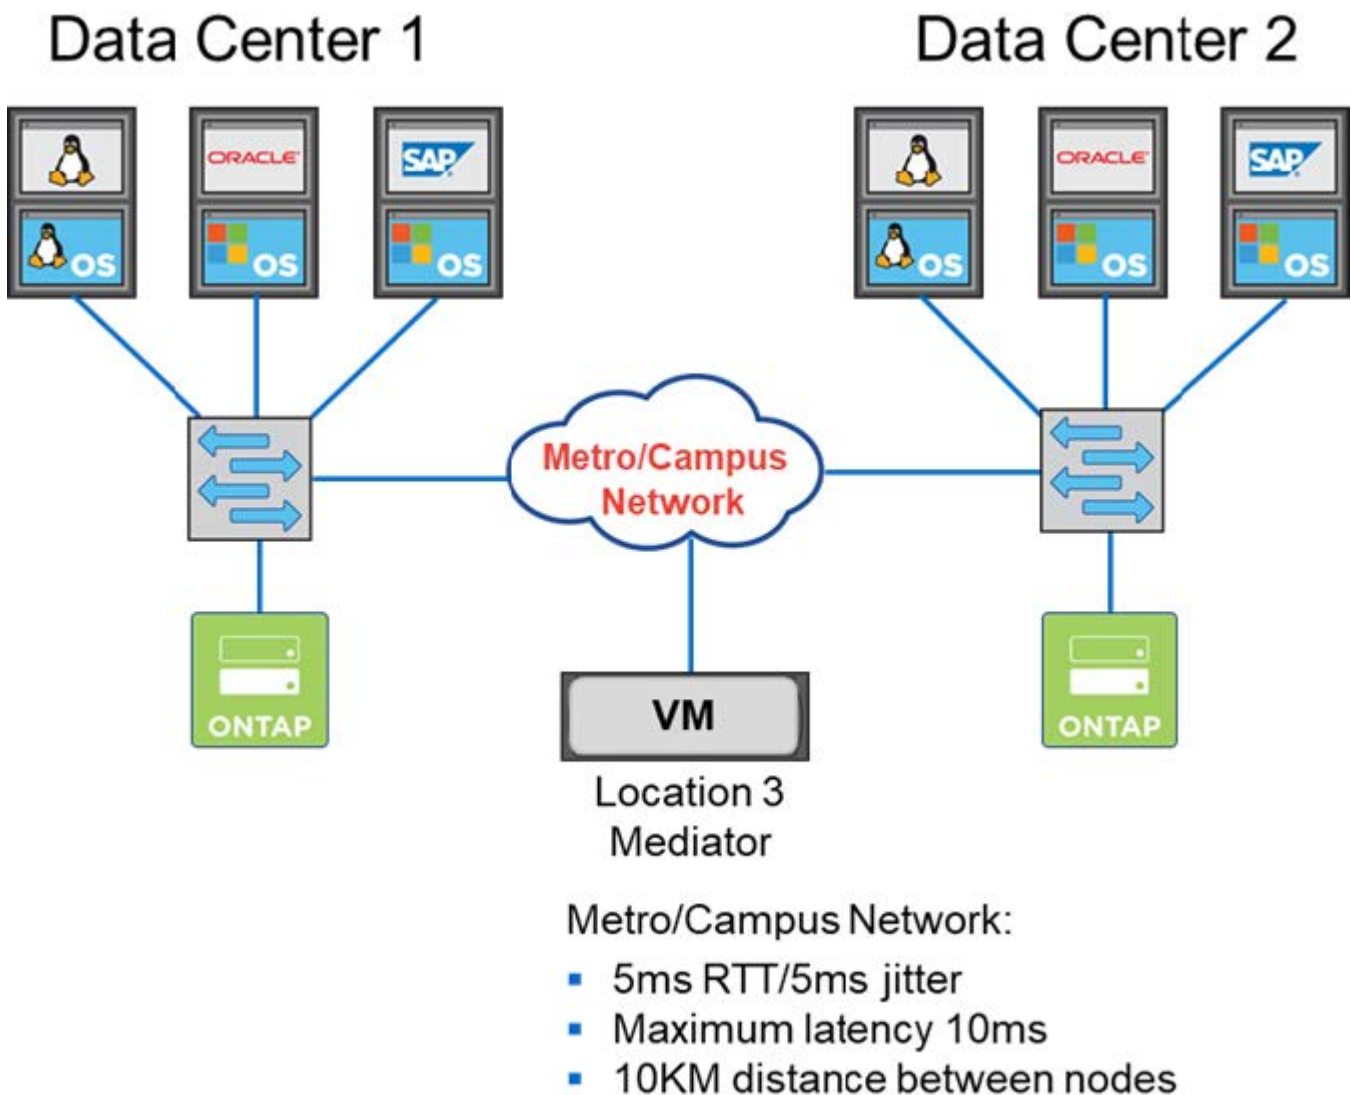 Data Center 1
Data Center 2
ORACLE
SAP
OS
OS
OS
ORACLE
SAP
OS
OS
OS
Metro/Campus
Network
ONTAP
VM
ONTAP
Location 3
Mediator
Metro/Campus Network:
▪ 5ms RTT/5ms jitter
▪ Maximum latency 10ms
▪ 10KM distance between nodes